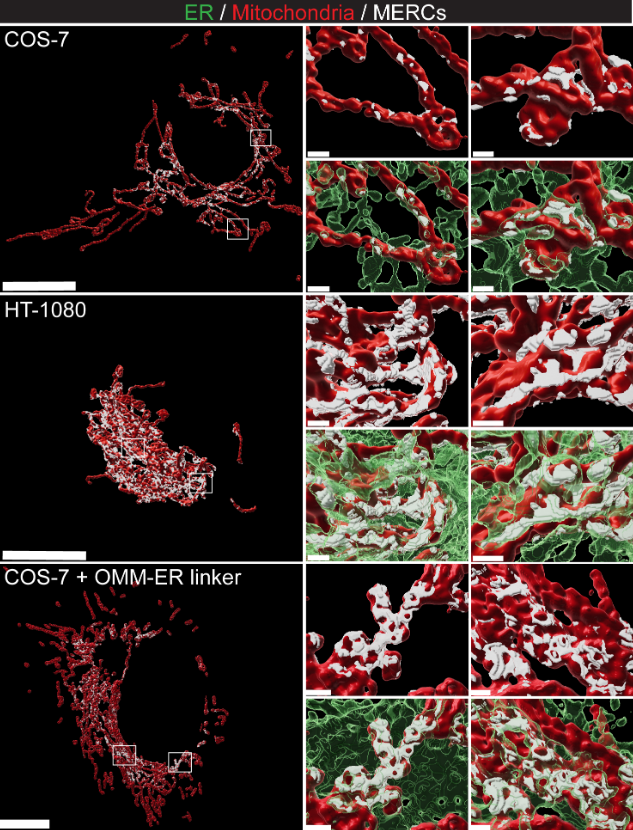 ER / Mitochondria / MERCs
COS-7
HT-1080
COS-7 + OMM-ER linker